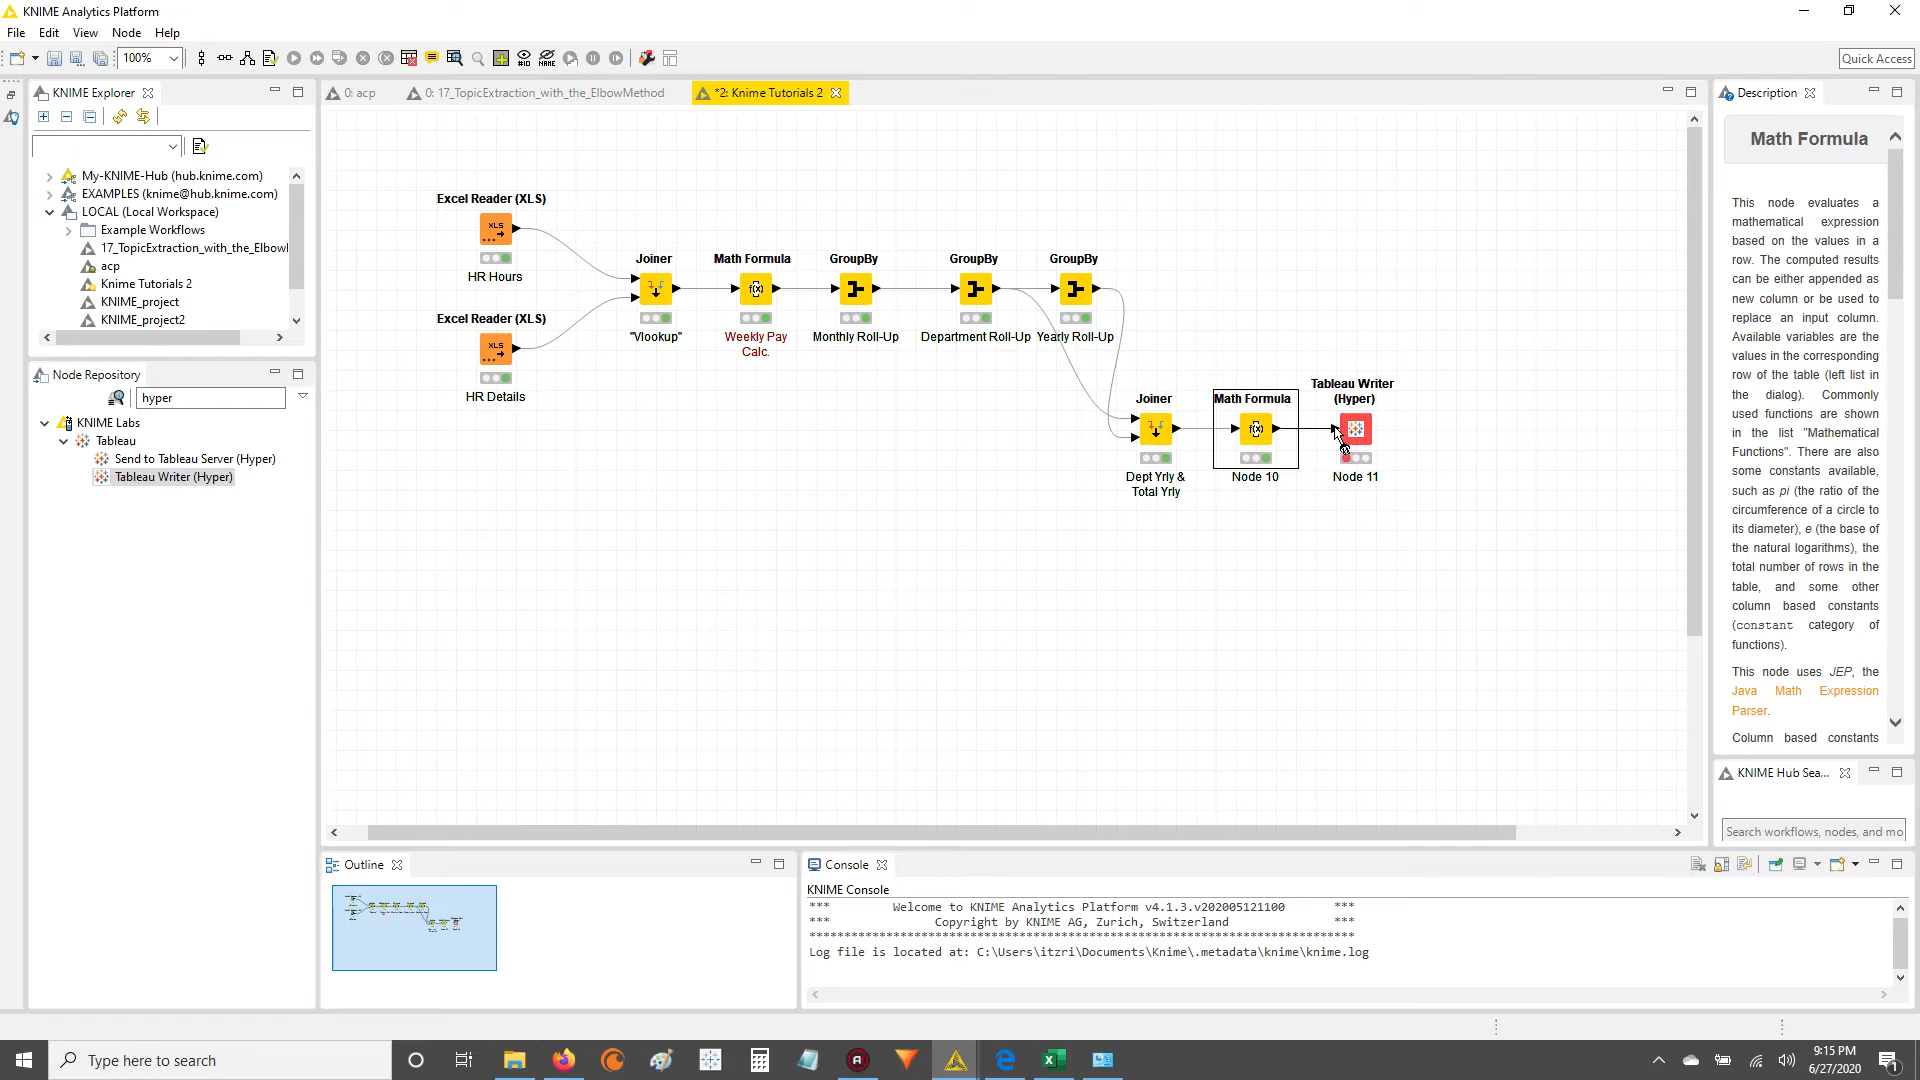 KNIME Analytics Platform
File Edit View Node Help
100%
Quick Access
KNIME Explorer
My-KNIME-Hub (hub.knime.com)
EXAMPLES (knime@hub.knime.com)
LOCAL (Local Workspace)
Example Workflows
17_TopicExtraction_with_the_Elbow
acp
Knime Tutorials 2
KNIME_project
KNIME_project2
Node Repository
hyper
KNIME Labs
Tableau
Send to Tableau Server (Hyper)
Tableau Writer (Hyper)
0: acp
0: 17_TopicExtraction_with_the_ElbowMethod
*2: Knime Tutorials 2
Excel Reader (XLS)
XLS
HR Hours
Excel Reader (XLS)
XLS
HR Details
Joiner
"Vlookup"
Math Formula
f(x)
Weekly Pay
Calc.
GroupBy
Monthly Roll-Up
GroupBy
Department Roll-Up
GroupBy
Yearly Roll-Up
Joiner
Dept Yrly &
Total Yrly
Math Formula
f(x)
Node 10
Tableau Writer
(Hyper)
Node 11
Description
Math Formula
This node evaluates a
mathematical expression
based on the values in a
row. The computed results
can be either appended as
new column or be used to
replace an input column.
Available variables are the
values in the corresponding
row of the table (left list in
the dialog). Commonly
used functions are shown
in the list "Mathematical
Functions". There are also
some constants available,
such as pi (the ratio of the
circumference of a circle to
its diameter), e (the base of
the natural logarithms), the
total number of rows in the
table, and some other
column based constants
(constant category of
functions).
This node uses JEP, the
Java Math Expression
Parser.
Column based constants
KNIME Hub Sea...
Search workflows, nodes, and mo
Outline
Console
KNIME Console
*** Welcome to KNIME Analytics Platform v4.1.3.v202005121100 ***
*** Copyright by KNIME AG, Zurich, Switzerland ***
Log file is located at: C:\Users\itzri\Documents\Knime\.metadata\knime\knime.log
Type here to search
9:15 PM
6/27/2020
1